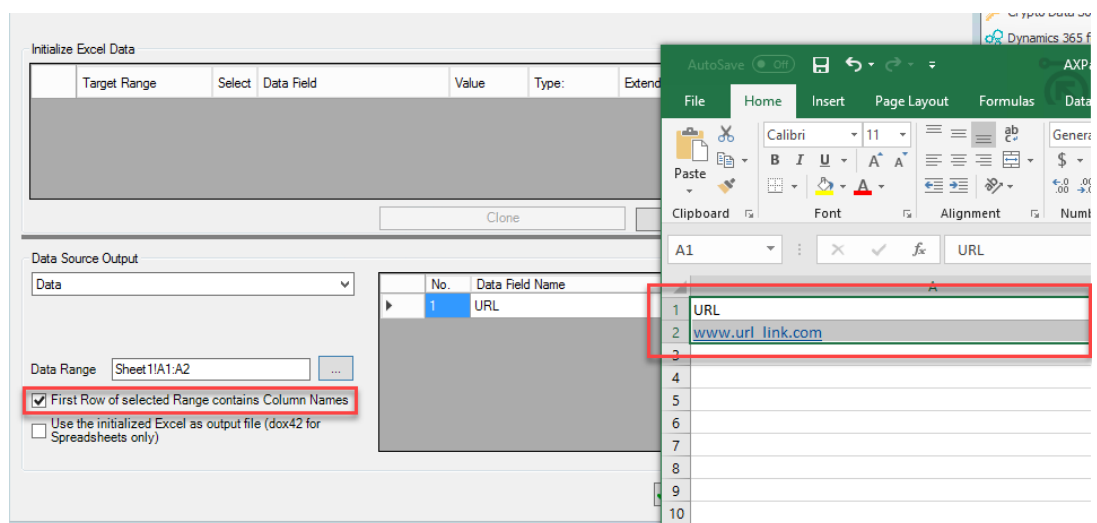 Dynamics 365 f
Initialize Excel Data
Target Range Select Data Field Value Type: Extend
Clone
Data Source Output
Data
No. Data Field Name
1 URL
Data Range Sheet1!A1:A2 ...
First Row of selected Range contains Column Names
Use the initialized Excel as output file (dox42 for
Spreadsheets only)
AutoSave Off AXPa
File Home Insert Page Layout Formulas Data
Calibri 11 ab Genera
Paste B I U A A $
Clipboard Font Alignment Numb
A1 fx URL
A
1 URL
2 www.url_link.com
3
4
5
6
7
8
9
10